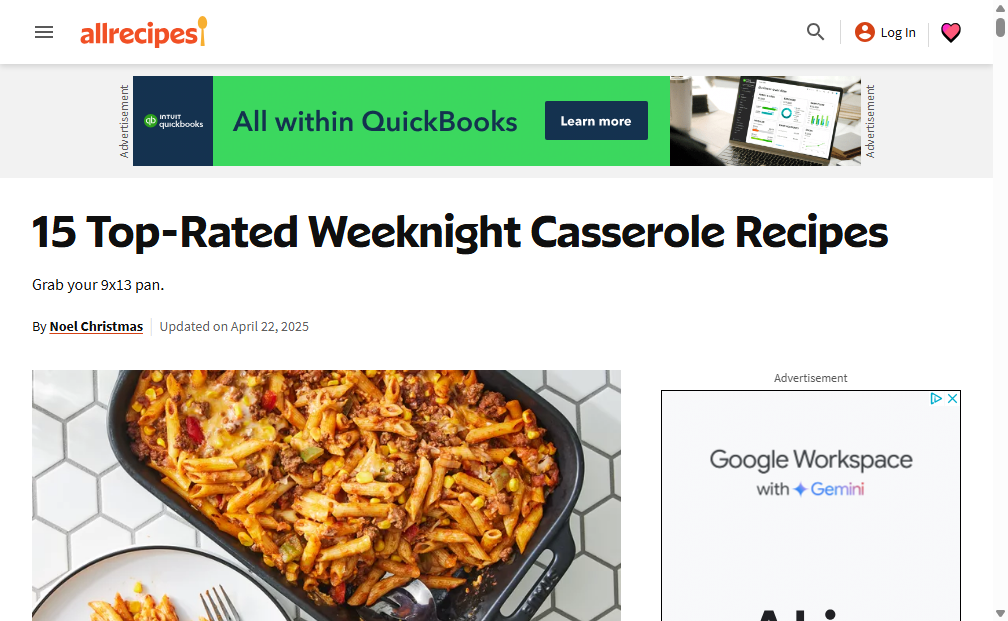 allrecipes
Log In
Advertisement
INTUIT
quickbooks
All within QuickBooks
Learn more
Advertisement
15 Top-Rated Weeknight Casserole Recipes
Grab your 9x13 pan.
By Noel Christmas
Updated on April 22, 2025
Advertisement
Google Workspace
with Gemini